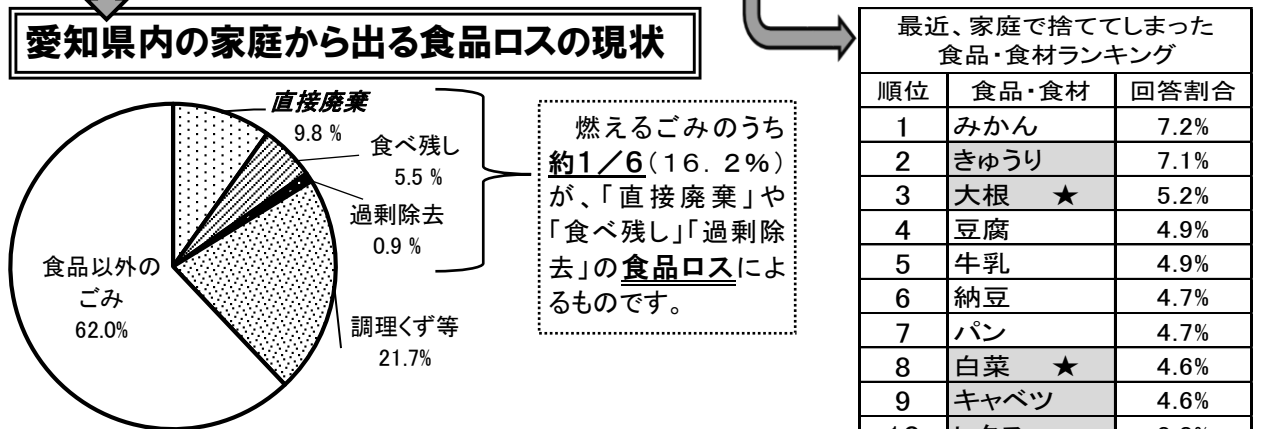 愛知県内の家庭から出る食品ロスの現状
直接廃棄
9.8 %
食べ残し
5.5 %
過剰除去
0.9 %
食品以外の
ごみ
62.0%
調理くず等
21.7%
燃えるごみのうち
約1/6(16.2%)
が、「直接廃棄」や
「食べ残し」「過剰除
去」の食品ロスによ
るものです。
最近、家庭で捨ててしまった
食品・食材ランキング
順位 食品・食材 回答割合
1 みかん 7.2%
2 きゅうり 7.1%
3 大根 ★ 5.2%
4 豆腐 4.9%
5 牛乳 4.9%
6 納豆 4.7%
7 パン 4.7%
8 白菜 ★ 4.6%
9 キャベツ 4.6%